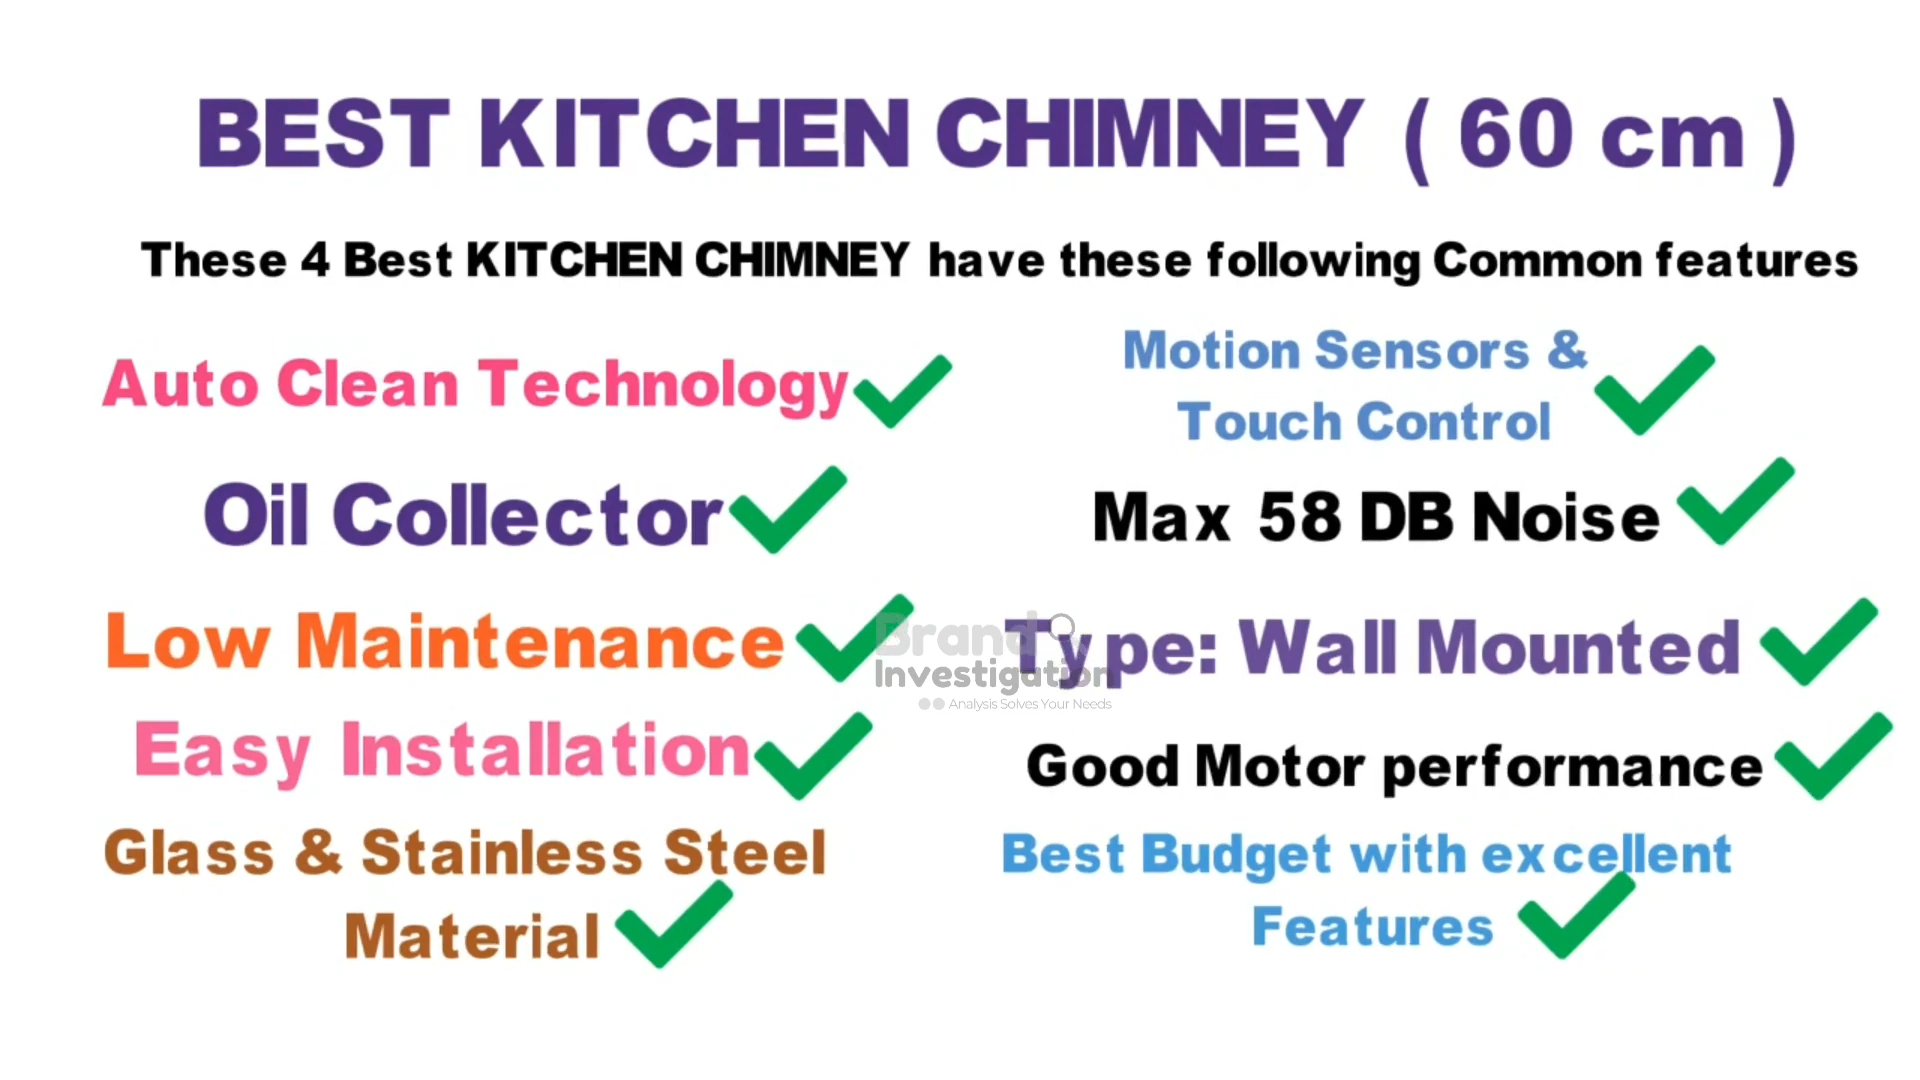 BEST KITCHEN CHIMNEY ( 60 cm )
These 4 Best KITCHEN CHIMNEY have these following Common features
Auto Clean Technology
Oil Collector
Low Maintenance
Easy Installation
Glass & Stainless Steel
Material
Motion Sensors &
Touch Control
Max 58 DB Noise
Type: Wall Mounted
Good Motor performance
Best Budget with excellent
Features
Brand
Investigation
Analysis Solves Your Needs